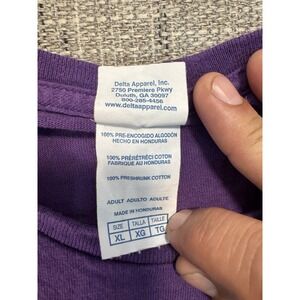 Delta Apparel, Inc.
2750 Premiere Pkwy
Duluth, GA 30097
800-285-4456
www.deltaapparel.com
100% PRE-ENCOGIDO ALGODÓN
HECHO EN HONDURAS
100% PRÉRÉTRÉCI COTON
FABRIQUE AU HONDURAS
100% PRESHRUNK COTTON
ADULT ADULTO ADULTE
MADE IN HONDURAS
SIZE TALLA TAILLE
XL XG TG